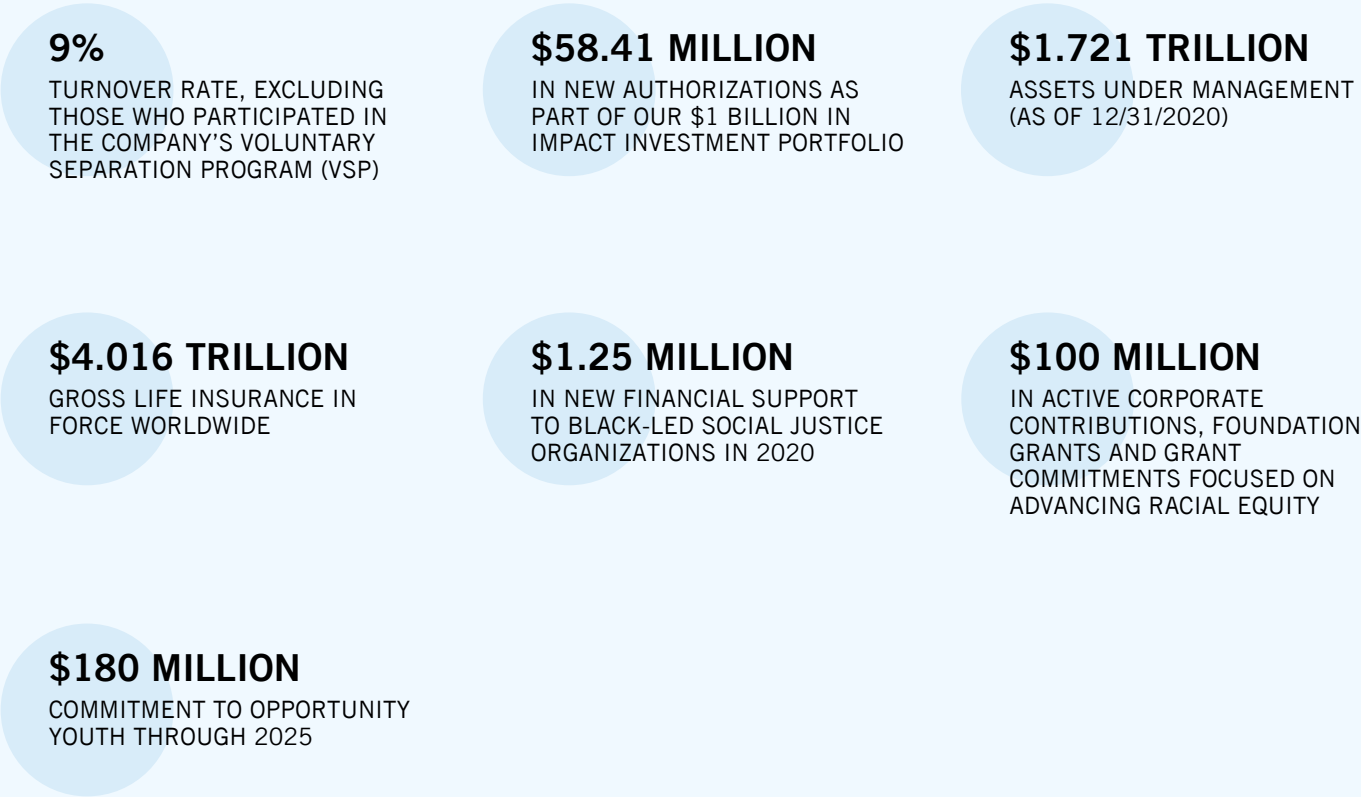 9%
TURNOVER RATE, EXCLUDING
THOSE WHO PARTICIPATED IN
THE COMPANY’S VOLUNTARY
SEPARATION PROGRAM (VSP)
$58.41 MILLION
IN NEW AUTHORIZATIONS AS
PART OF OUR $1 BILLION IN
IMPACT INVESTMENT PORTFOLIO
$1.721 TRILLION
ASSETS UNDER MANAGEMENT
(AS OF 12/31/2020)
$4.016 TRILLION
GROSS LIFE INSURANCE IN
FORCE WORLDWIDE
$1.25 MILLION
IN NEW FINANCIAL SUPPORT
TO BLACK-LED SOCIAL JUSTICE
ORGANIZATIONS IN 2020
$100 MILLION
IN ACTIVE CORPORATE
CONTRIBUTIONS, FOUNDATION
GRANTS AND GRANT
COMMITMENTS FOCUSED ON
ADVANCING RACIAL EQUITY
$180 MILLION
COMMITMENT TO OPPORTUNITY
YOUTH THROUGH 2025